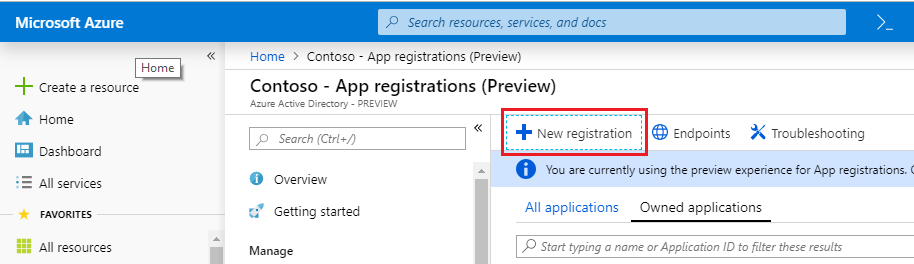 Microsoft Azure
Search resources, services, and docs
Home > Contoso - App registrations (Preview)
Home
Contoso - App registrations (Preview)
Azure Active Directory - PREVIEW
Create a resource
Home
Dashboard
All services
FAVORITES
All resources
Search (Ctrl+/)
Overview
Getting started
Manage
New registration
Endpoints
Troubleshooting
You are currently using the preview experience for App registrations.
All applications
Owned applications
Start typing a name or Application ID to filter these results